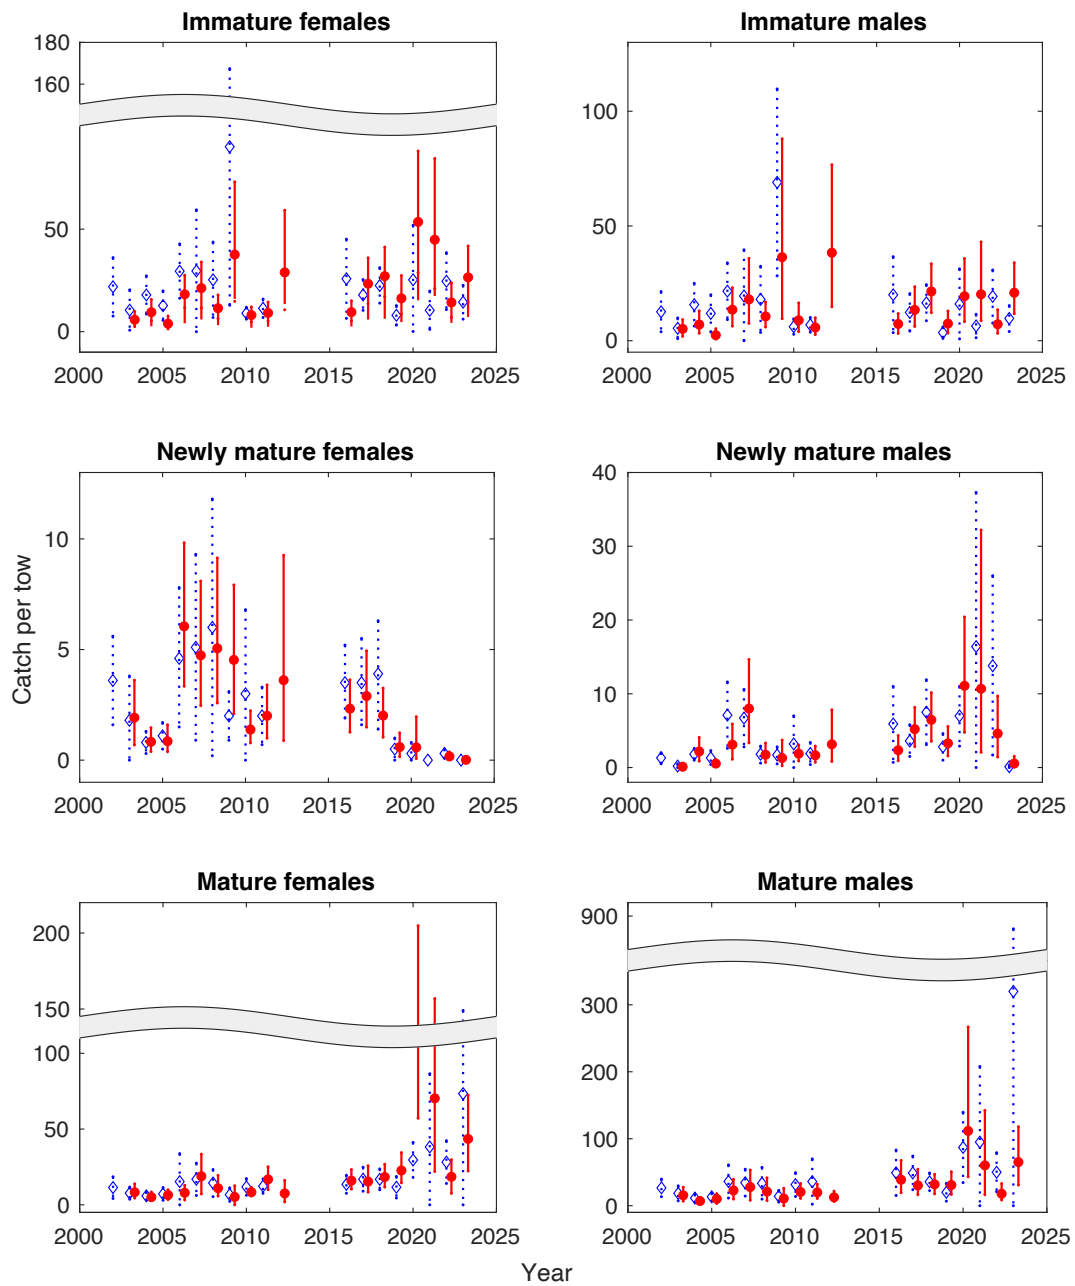 Immature females
180
160
50
0
2000 2005 2010 2015 2020 2025
Immature males
100
50
0
2000 2005 2010 2015 2020 2025
Newly mature females
10
5
0
2000 2005 2010 2015 2020 2025
Newly mature males
40
30
20
10
0
2000 2005 2010 2015 2020 2025
Catch per tow
Mature females
200
150
100
50
0
2000 2005 2010 2015 2020 2025
Mature males
900
300
200
100
0
2000 2005 2010 2015 2020 2025
Year